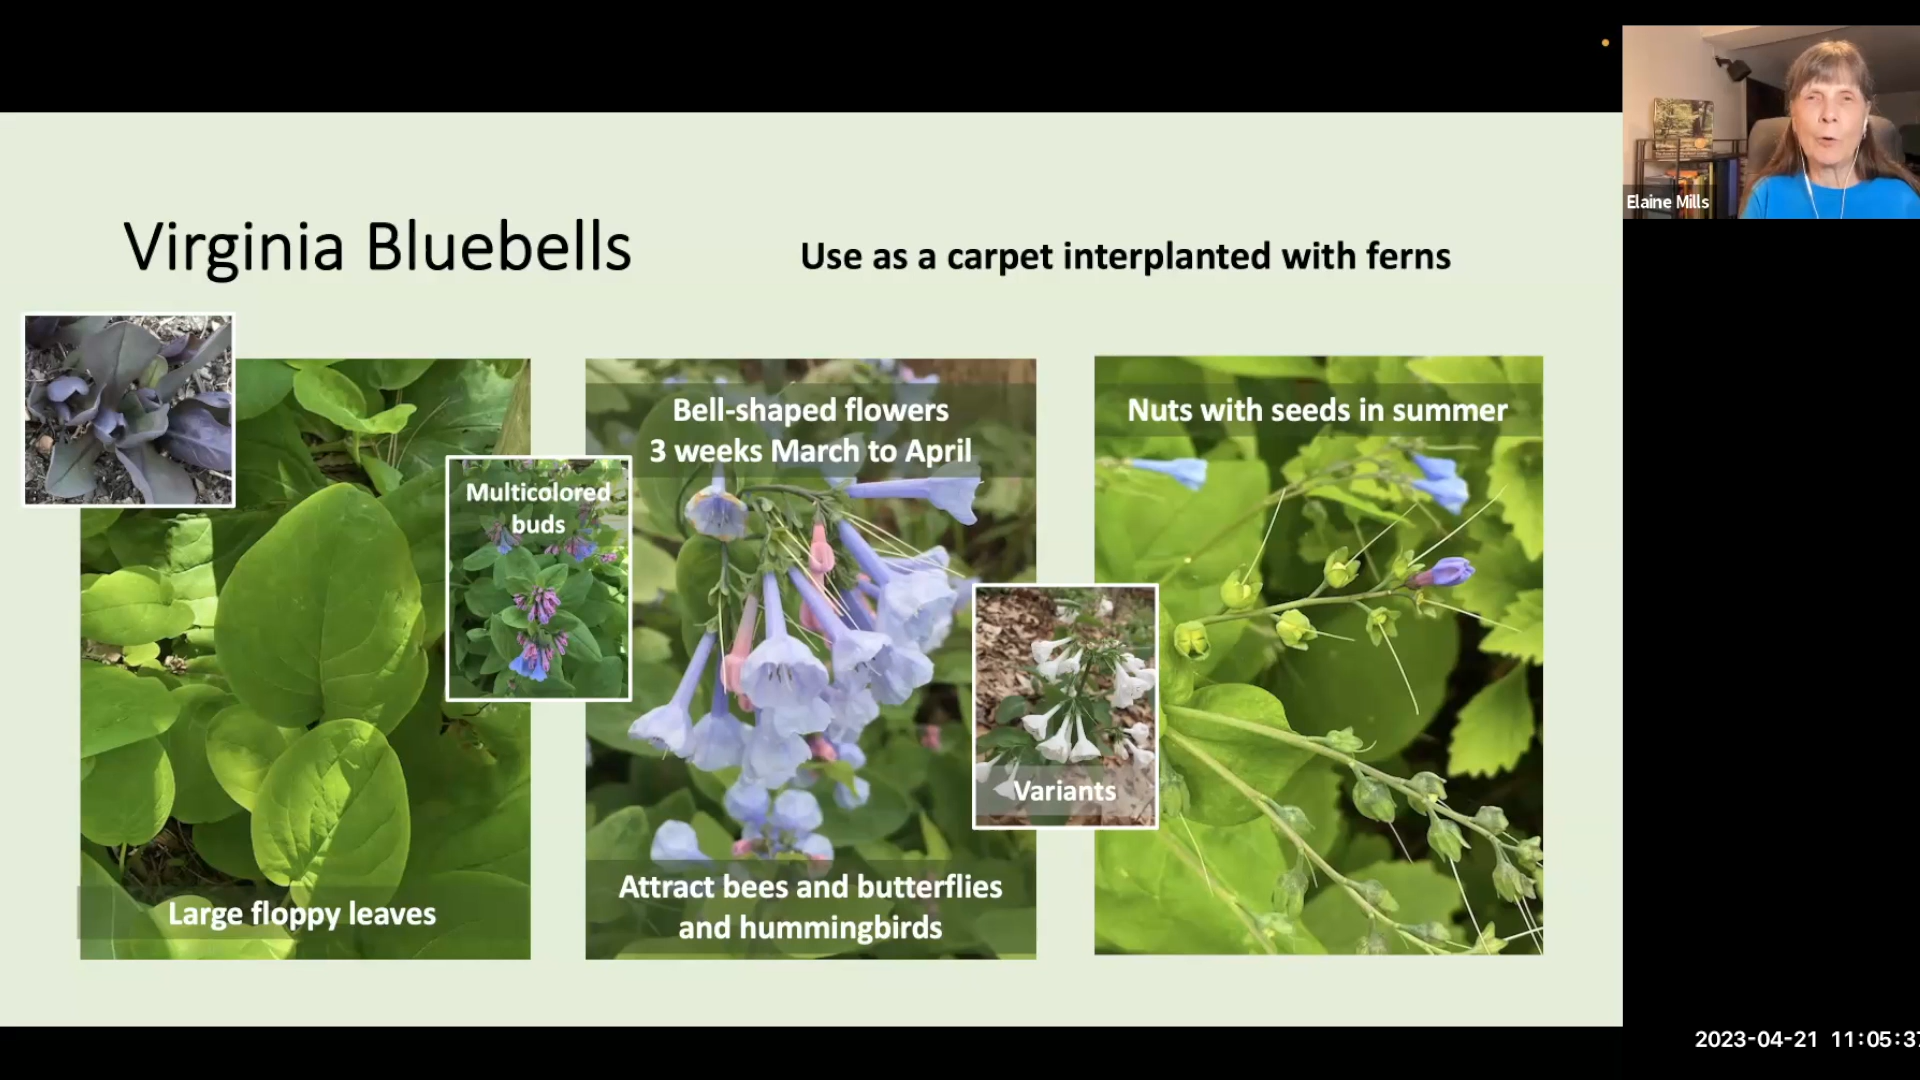 Virginia Bluebells
Use as a carpet interplanted with ferns
Multicolored
buds
Large floppy leaves
Bell-shaped flowers
3 weeks March to April
Attract bees and butterflies
and hummingbirds
Variants
Nuts with seeds in summer
Elaine Mills
2023-04-21 11:05:37